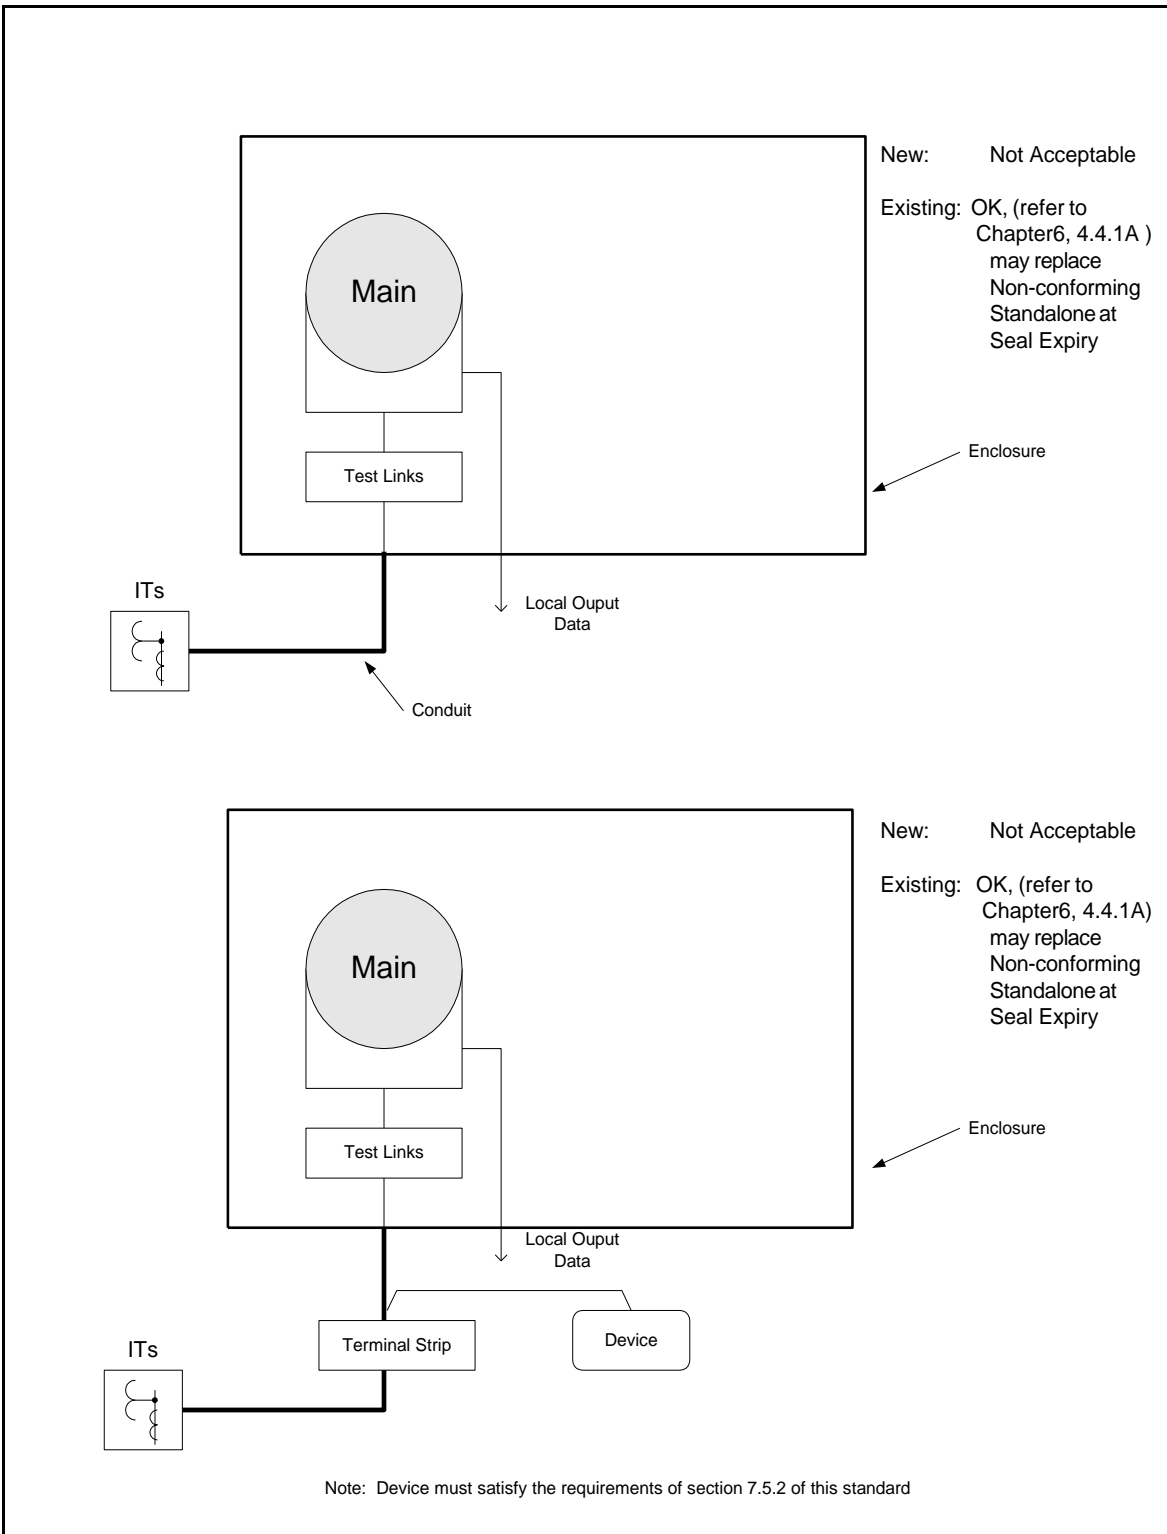 New: Not Acceptable
Existing: OK, (refer to
Chapter6, 4.4.1A )
may replace
Non-conforming
Standalone at
Seal Expiry
Main
Enclosure
Test Links
ITs
Local Ouput
Data
Conduit
New: Not Acceptable
Existing: OK, (refer to
Chapter6, 4.4.1A)
may replace
Non-conforming
Standalone at
Seal Expiry
Main
Enclosure
Test Links
Local Ouput
Data
Terminal Strip
Device
ITs
Note: Device must satisfy the requirements of section 7.5.2 of this standard